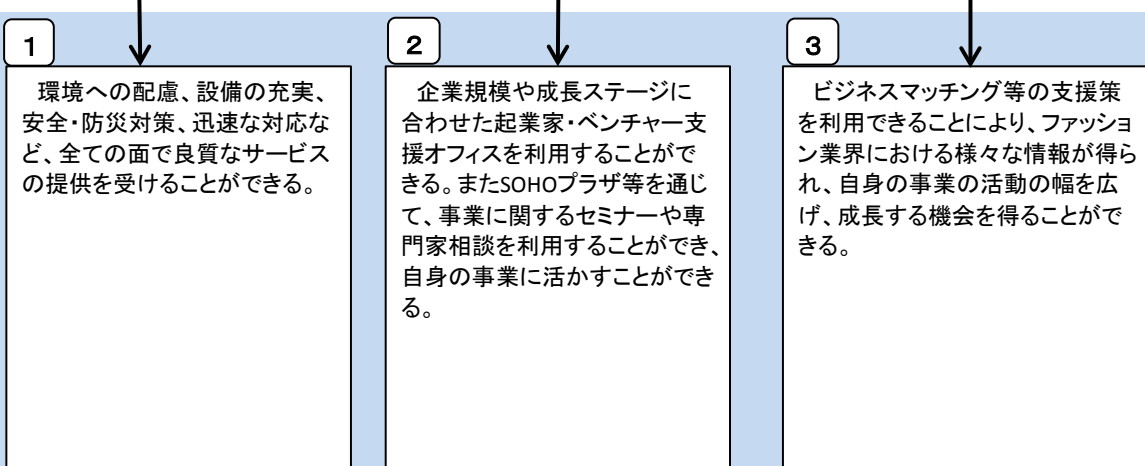 1
環境への配慮、設備の充実、
安全・防災対策、迅速な対応な
ど、全ての面で良質なサービス
の提供を受けることができる。
2
企業規模や成長ステージに
合わせた起業家・ベンチャー支
援オフィスを利用することがで
きる。またSOHOプラザ等を通じ
て、事業に関するセミナーや専
門家相談を利用することができ、
自身の事業に活かすことができ
る。
3
ビジネスマッチング等の支援策
を利用できることにより、ファッショ
ン業界における様々な情報が得ら
れ、自身の事業の活動の幅を広
げ、成長する機会を得ることがで
きる。